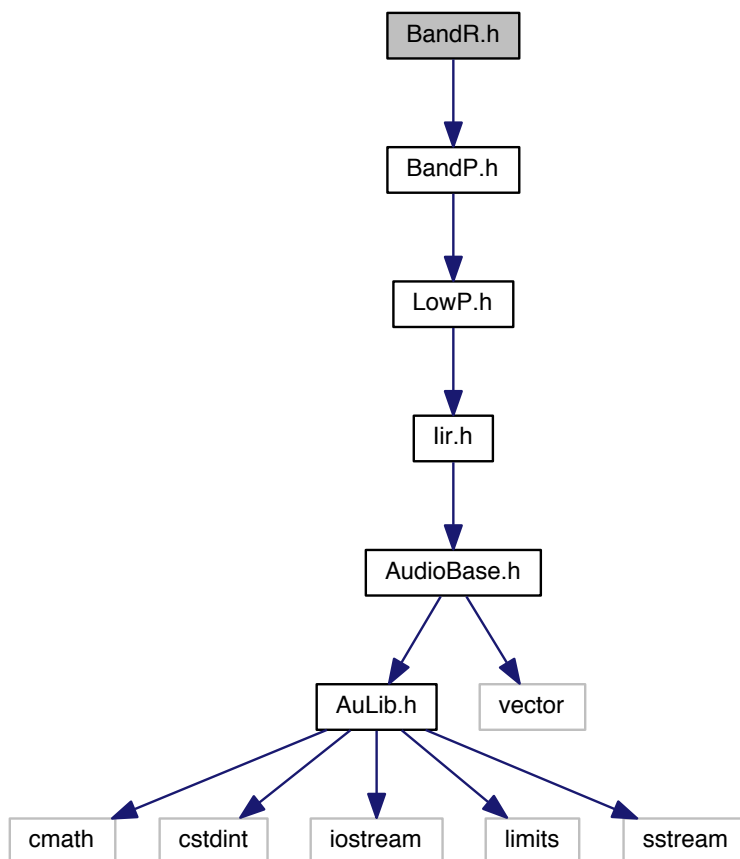 BandR.h
BandP.h
LowP.h
Iir.h
AudioBase.h
AuLib.h
vector
cmath
cstdint
iostream
limits
sstream